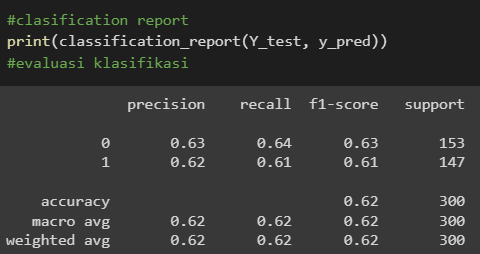 #clasification report
print(classification_report(Y_test, y_pred))
#evaluasi klasifikasi
precision recall f1-score support
0 0.63 0.64 0.63 153
1 0.62 0.61 0.61 147
accuracy 0.62 300
macro avg 0.62 0.62 0.62 300
weighted avg 0.62 0.62 0.62 300